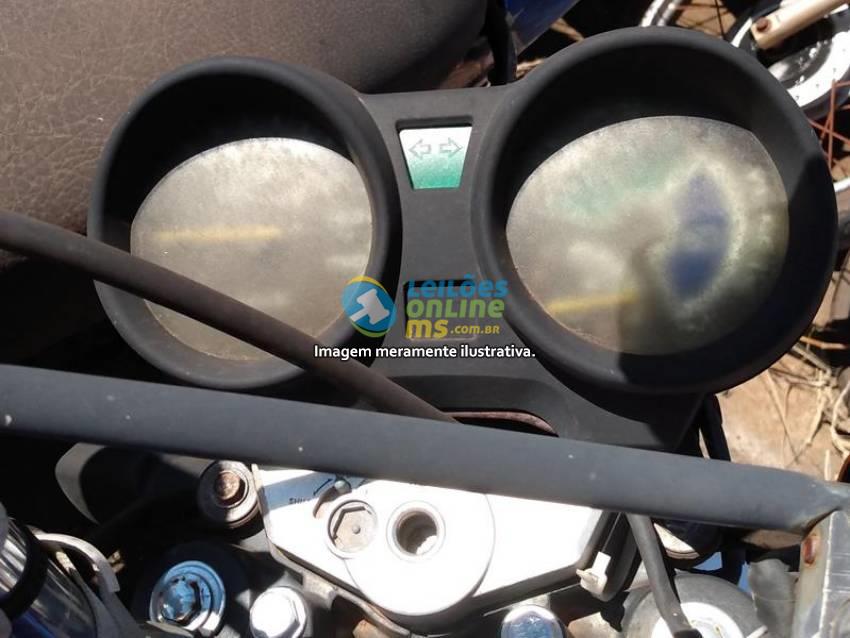 LEILÕES
ONLINE
MS.COM.BR
Imagem meramente ilustrativa.